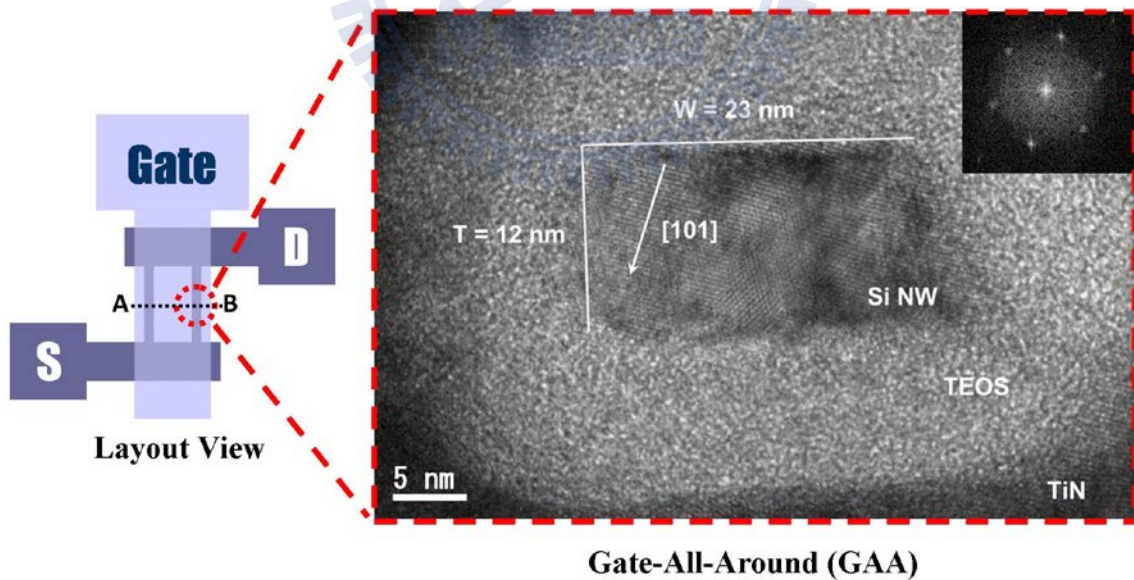 Gate
D
A
B
S
Layout View
W = 23 nm
T = 12 nm
[101]
Si NW
TEOS
TiN
5 nm
Gate-All-Around (GAA)